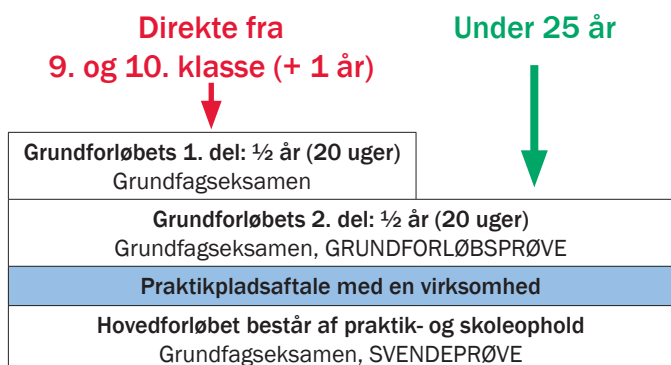 Direkte fra
9. og 10. klasse (+ 1 år)
Under 25 år
Grundforløbets 1. del: ½ år (20 uger)
Grundfagseksamen
Grundforløbets 2. del: ½ år (20 uger)
Grundfagseksamen, GRUNDFORLØBSPRØVE
Praktikpladsaftale med en virksomhed
Hovedforløbet består af praktik- og skoleophold
Grundfagseksamen, SVENDEPRØVE